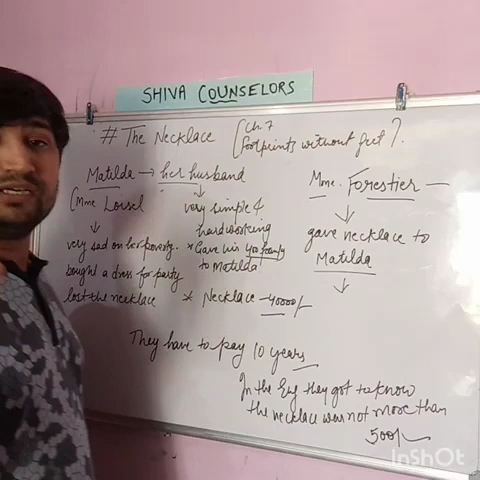 SHIVA COUNSELORS
# The Necklace [Ch 7 Footprints without feet].
Matilda → her husband
(Mme Loisel
very sad on her poverty.
bought a dress for party
lost the necklace
very simple &
hardworking
* Gave his 400 francs
to Matilda
* Necklace - 40000/-
Mme. Forestier —
gave necklace to
Matilda
They have to pay 10 years
In the End they got to know
the necklace was not more than
500/-
InShOt